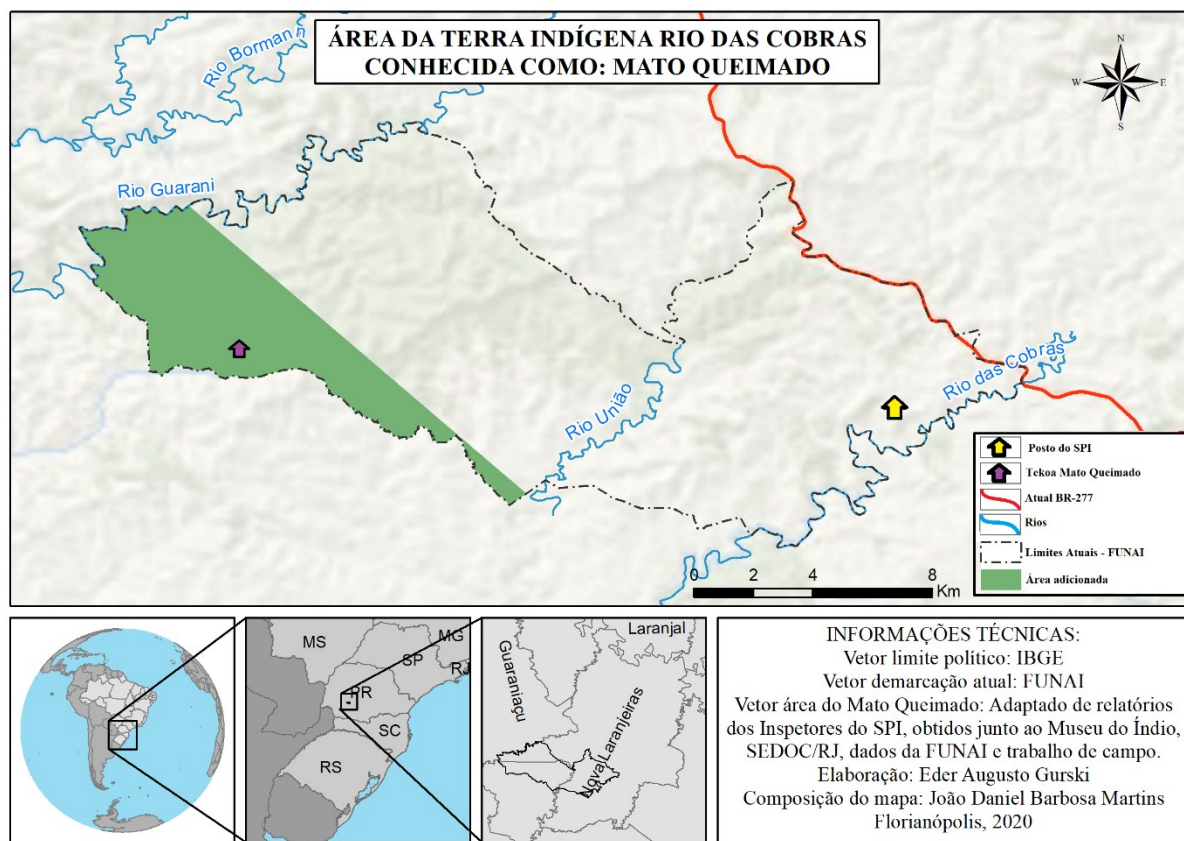 ÁREA DA TERRA INDÍGENA RIO DAS COBRAS
CONHECIDA COMO: MATO QUEIMADO
Rio Bormann
N
W
E
S
Rio Guarani
Rio União
Rio das Cobras
0 2 4 8
Km
Posto do SPI
Tekoa Mato Queimado
Atual BR-277
Rios
Limites Atuais - FUNAI
Área adicionada
MS
MG
SP
RJ
PR
SC
RS
Laranjal
Guaraniaçu
Nova Laranjeiras
INFORMAÇÕES TÉCNICAS:
Vetor limite político: IBGE
Vetor demarcação atual: FUNAI
Vetor área do Mato Queimado: Adaptado de relatórios
dos Inspetores do SPI, obtidos junto ao Museu do Índio,
SEDOC/RJ, dados da FUNAI e trabalho de campo.
Elaboração: Eder Augusto Gurski
Composição do mapa: João Daniel Barbosa Martins
Florianópolis, 2020